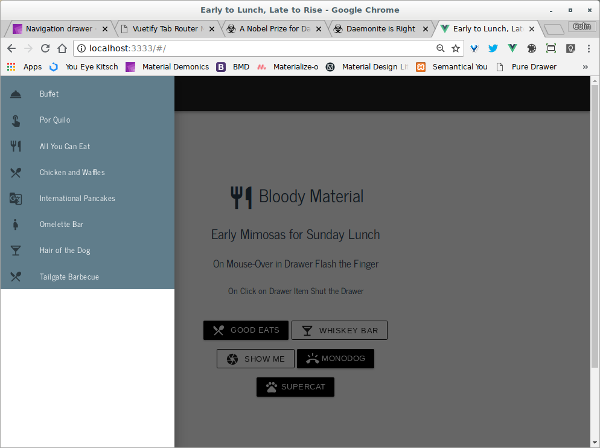 Early to Lunch, Late to Rise - Google Chrome
Navigation drawer
Vuetify Tab Router
A Nobel Prize for Da
Daemonite is Right
Early to Lunch, Lat
Colin
localhost:3333/#/
Apps
You Eye Kitsch
Material Demonics
BMD
Materialize-o
Material Design Li
Semantical You
Pure Drawer
»
Buffet
Por Quilo
All You Can Eat
Chicken and Waffles
International Pancakes
Omelette Bar
Hair of the Dog
Tailgate Barbecue
Bloody Material
Early Mimosas for Sunday Lunch
On Mouse-Over in Drawer Flash the Finger
On Click on Drawer Item Shut the Drawer
GOOD EATS
WHISKEY BAR
SHOW ME
MONODOG
SUPERCAT